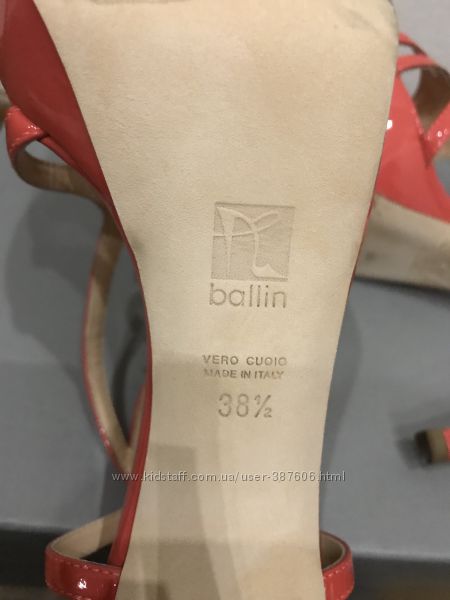 ballin
VERO CUOIO
MADE IN ITALY
38½
www.kidstaff.com.ua/user-387606.html